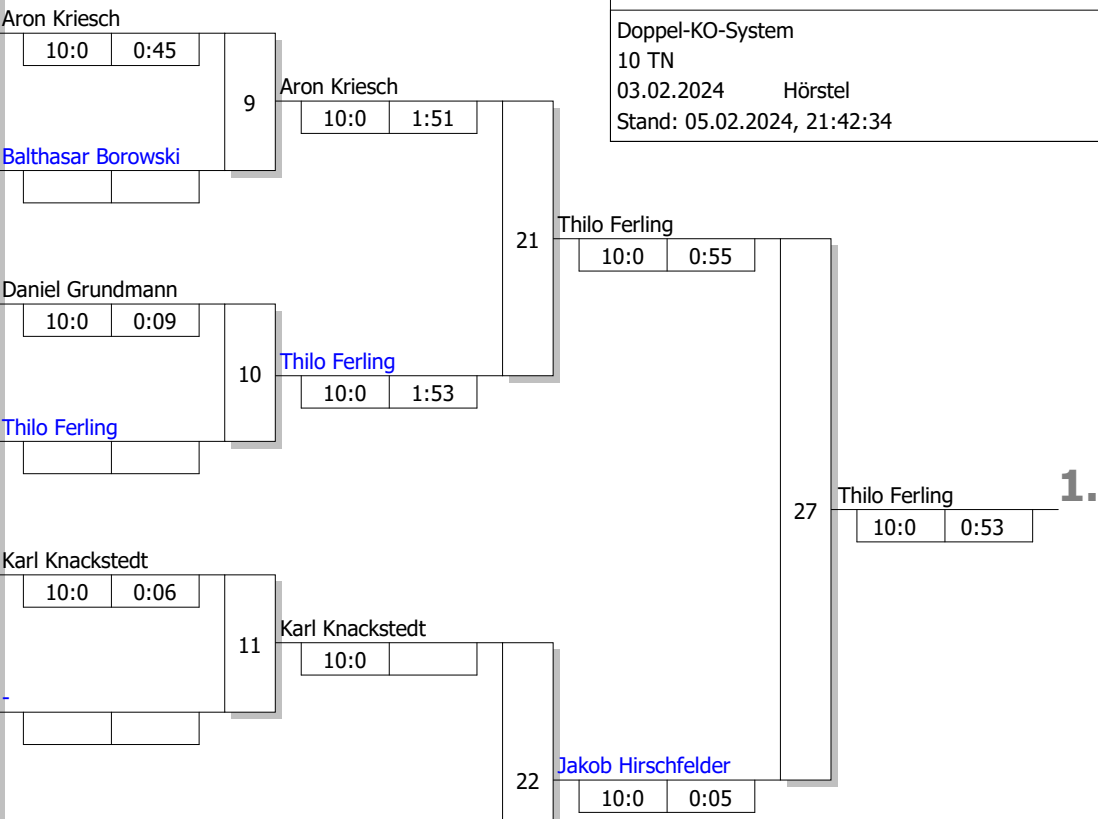 Aron Kriesch
10:0 0:45
9
Balthasar Borowski
Aron Kriesch
10:0 1:51
Doppel-KO-System
10 TN
03.02.2024 Hörstel
Stand: 05.02.2024, 21:42:34
21
Thilo Ferling
10:0 0:55
Daniel Grundmann
10:0 0:09
10
Thilo Ferling
10:0 1:53
Thilo Ferling
27
Thilo Ferling
1.
10:0 0:53
Karl Knackstedt
10:0 0:06
11
Karl Knackstedt
10:0
-
22
Jakob Hirschfelder
10:0 0:05